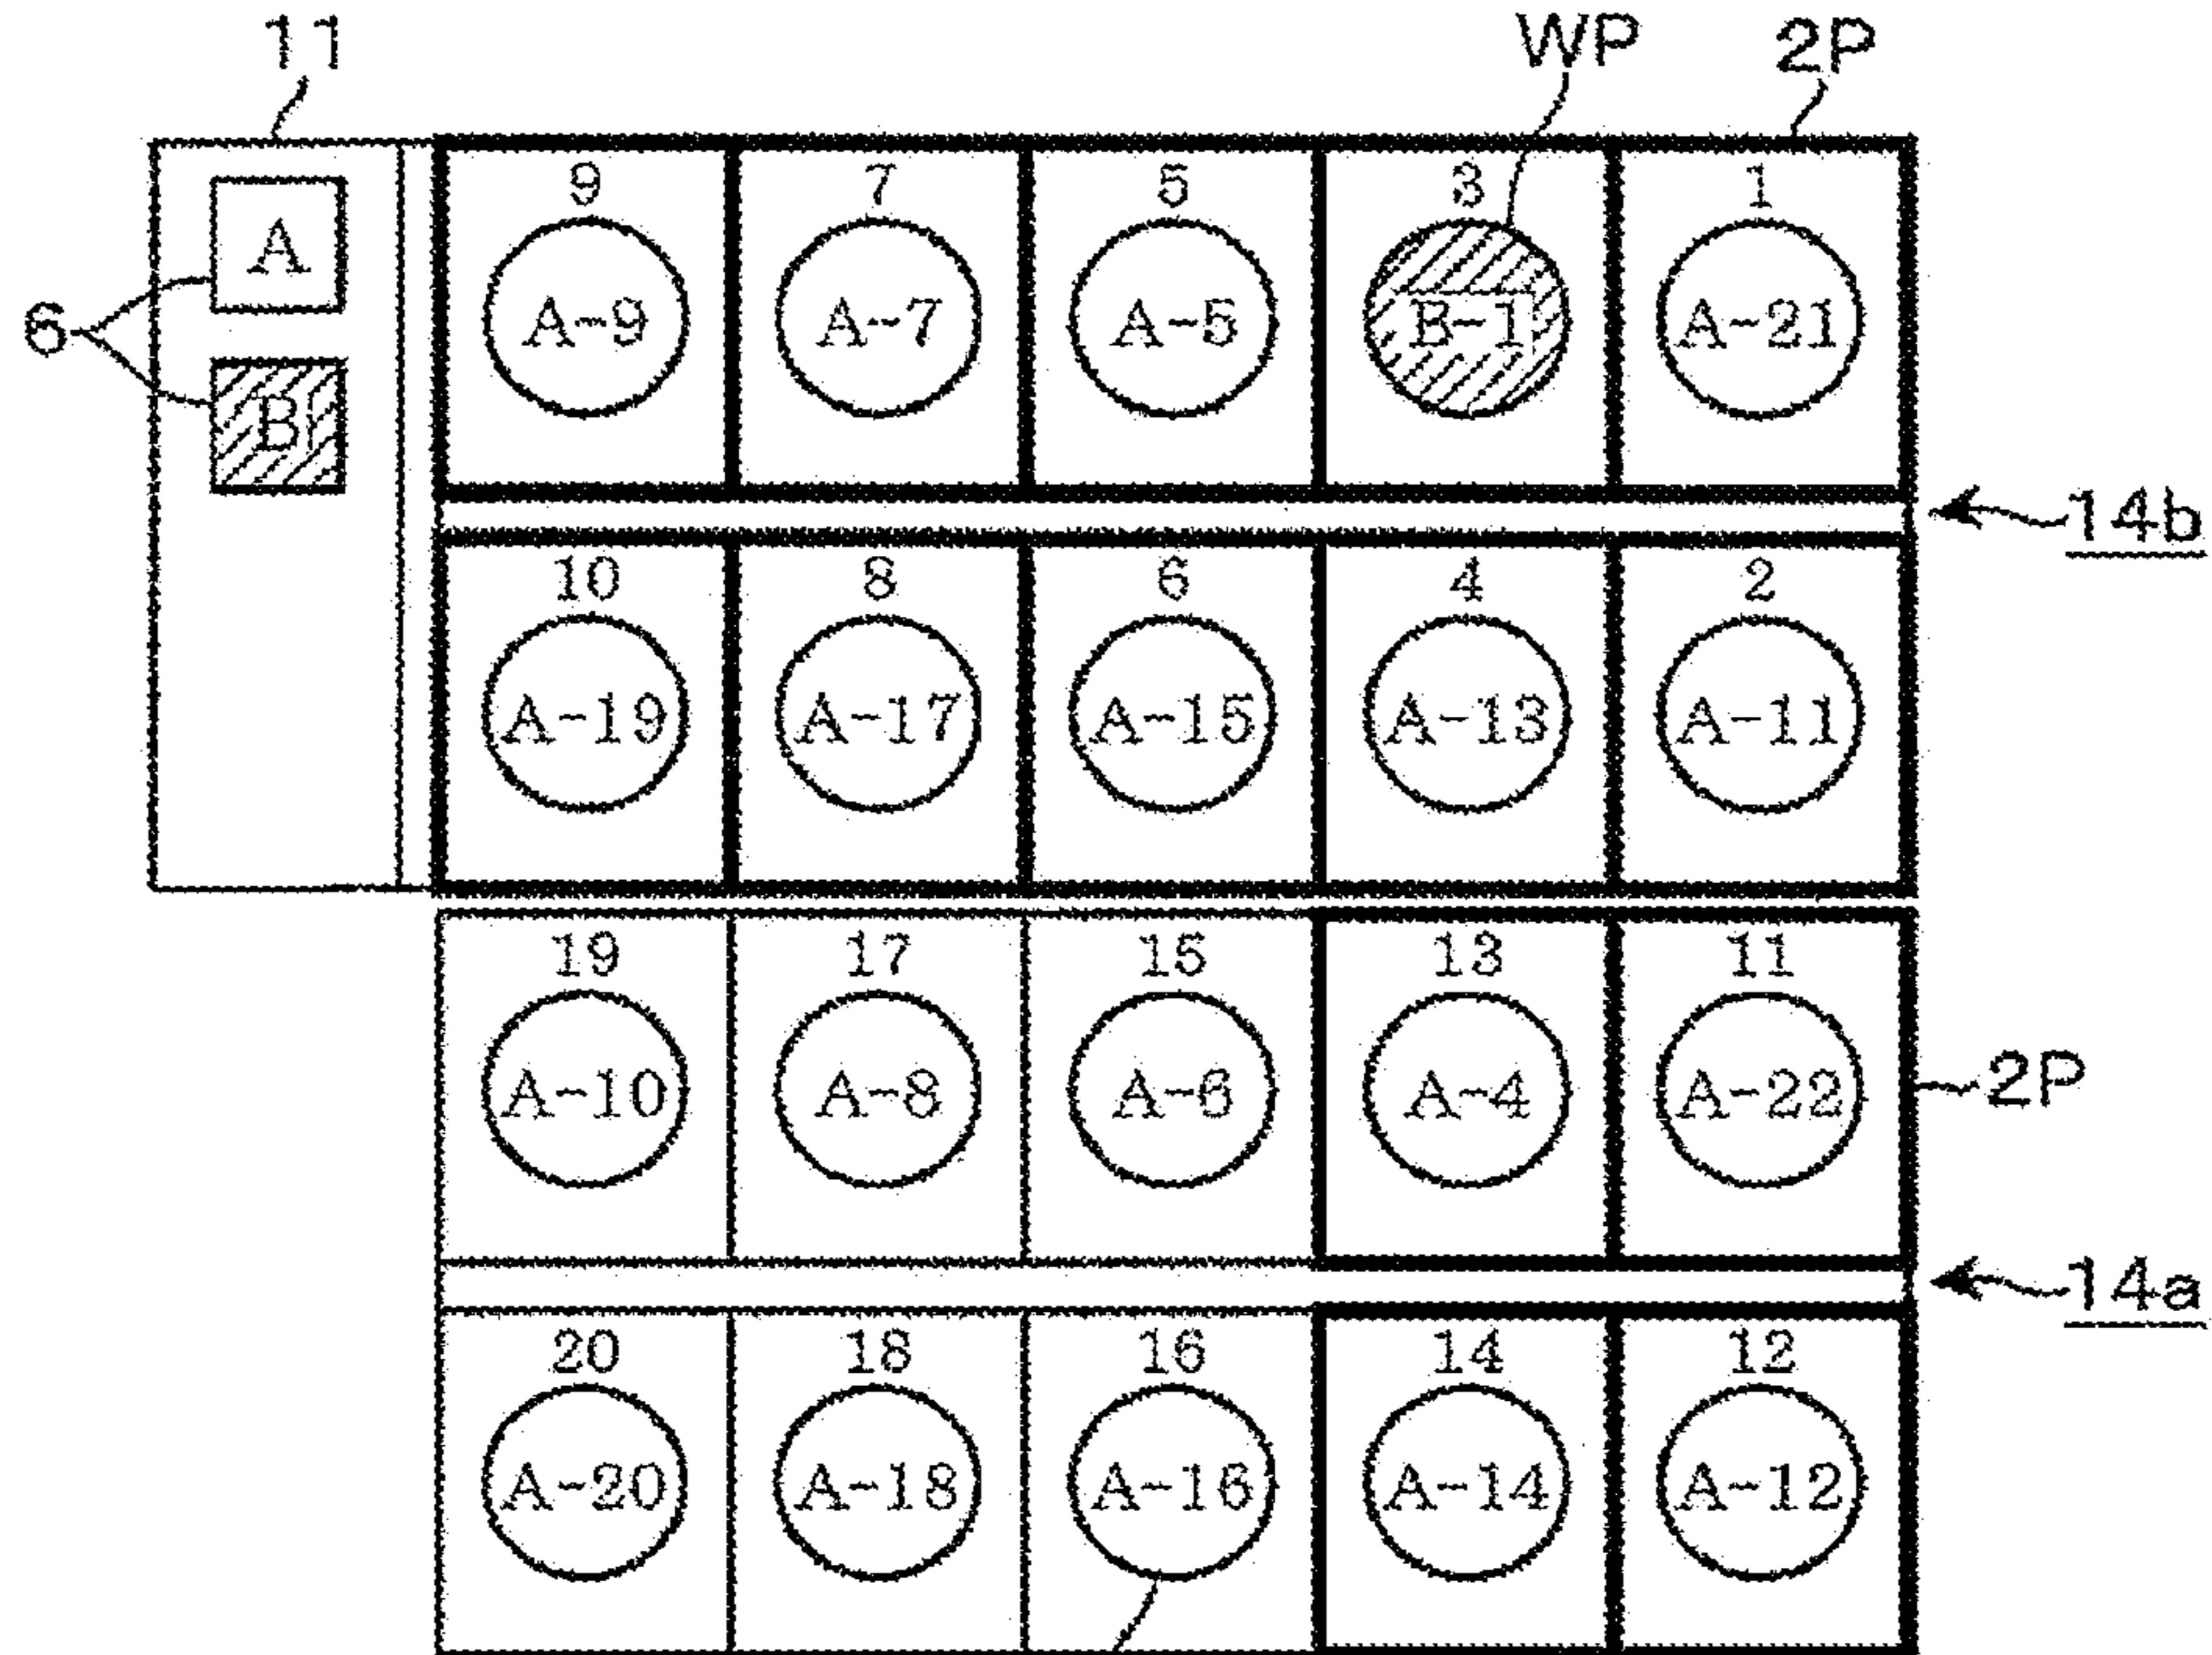 11 WP 2P
9 7 5 3 1
A
A-9 A-7 A-5 B-1 A-21
6
B
14b
10 8 6 4 2
A-19 A-17 A-15 A-13 A-11
19 17 15 13 11
A-10 A-8 A-6 A-4 A-22
2P
14a
20 18 16 14 12
A-20 A-18 A-16 A-14 A-12